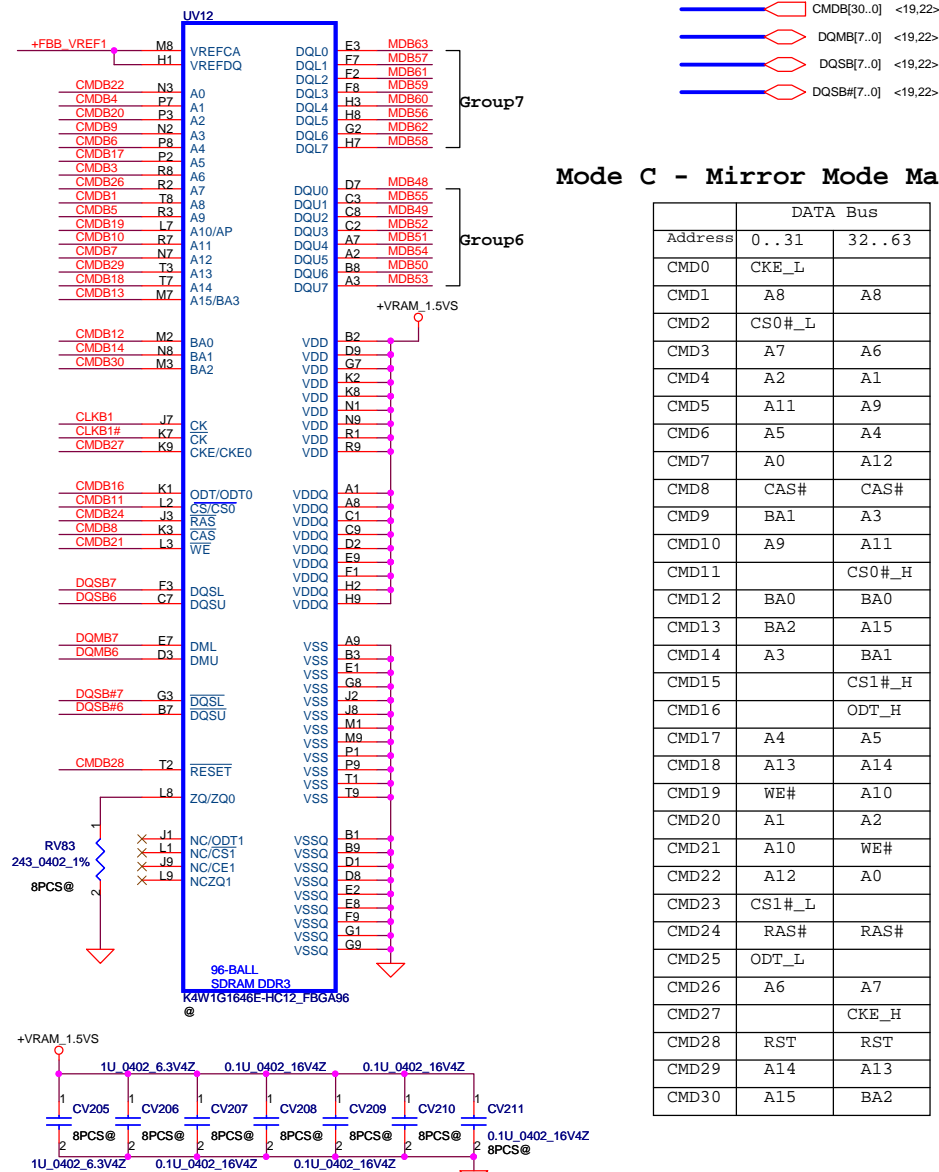 UV12
CMDB[30..0] <19,22>
DQMB[7..0] <19,22>
DQSB[7..0] <19,22>
DQSB#[7..0] <19,22>
+FBB_VREF1 M8 VREFCA DQL0 E3 MDB63
H1 VREFDQ DQL1 F7 MDB57
DQL2 F2 MDB61
CMDB22 N3 A0 DQL3 F8 MDB59
CMDB4 P7 A1 DQL4 H3 MDB60 Group7
CMDB20 P3 A2 DQL5 H8 MDB56
CMDB9 N2 A3 DQL6 G2 MDB62
CMDB6 P8 A4 DQL7 H7 MDB58
CMDB17 P2 A5
CMDB3 R8 A6
CMDB26 R2 A7 DQU0 D7 MDB48
CMDB1 T8 A8 DQU1 C3 MDB55
CMDB5 R3 A9 DQU2 C8 MDB49
CMDB19 L7 A10/AP DQU3 C2 MDB52
CMDB10 R7 A11 DQU4 A7 MDB51 Group6
CMDB7 N7 A12 DQU5 A2 MDB54
CMDB29 T3 A13 DQU6 B8 MDB50
CMDB18 T7 A14 DQU7 A3 MDB53
CMDB13 M7 A15/BA3
+VRAM_1.5VS
CMDB12 M2 BA0 VDD B2
CMDB14 N8 BA1 VDD D9
CMDB30 M3 BA2 VDD G7
VDD K2
VDD K8
VDD N1
CLKB1 J7 CK VDD N9
CLKB1# K7 CK VDD R1
CMDB27 K9 CKE/CKE0 VDD R9
CMDB16 K1 ODT/ODT0 VDDQ A1
CMDB11 L2 CS/CS0 VDDQ A8
CMDB24 J3 RAS VDDQ C1
CMDB8 K3 CAS VDDQ C9
CMDB21 L3 WE VDDQ D2
VDDQ E9
VDDQ F1
DQSB7 F3 DQSL VDDQ H2
DQSB6 C7 DQSU VDDQ H9
DQMB7 E7 DML VSS A9
DQMB6 D3 DMU VSS B3
VSS E1
VSS G8
DQSB#7 G3 DQSL VSS J2
DQSB#6 B7 DQSU VSS J8
VSS M1
VSS M9
VSS P1
CMDB28 T2 RESET VSS P9
VSS T1
L8 ZQ/ZQ0 VSS T9
1
RV83
243_0402_1%
8PCS@
2
J1 NC/ODT1 VSSQ B1
L1 NC/CS1 VSSQ B9
J9 NC/CE1 VSSQ D1
L9 NCZQ1 VSSQ D8
VSSQ E2
VSSQ E8
VSSQ F9
VSSQ G1
VSSQ G9
96-BALL
SDRAM DDR3
K4W1G1646E-HC12_FBGA96
@
+VRAM_1.5VS
1U_0402_6.3V4Z 0.1U_0402_16V4Z 0.1U_0402_16V4Z
1 1 1 1 1 1 1
CV205 CV206 CV207 CV208 CV209 CV210 CV211
8PCS@ 8PCS@ 8PCS@ 8PCS@ 8PCS@ 8PCS@ 0.1U_0402_16V4Z
2 2 2 2 2 2 2 8PCS@
1U_0402_6.3V4Z 0.1U_0402_16V4Z 0.1U_0402_16V4Z
Mode C - Mirror Mode Ma
DATA Bus
Address 0..31 32..63
CMD0 CKE_L
CMD1 A8 A8
CMD2 CS0#_L
CMD3 A7 A6
CMD4 A2 A1
CMD5 A11 A9
CMD6 A5 A4
CMD7 A0 A12
CMD8 CAS# CAS#
CMD9 BA1 A3
CMD10 A9 A11
CMD11 CS0#_H
CMD12 BA0 BA0
CMD13 BA2 A15
CMD14 A3 BA1
CMD15 CS1#_H
CMD16 ODT_H
CMD17 A4 A5
CMD18 A13 A14
CMD19 WE# A10
CMD20 A1 A2
CMD21 A10 WE#
CMD22 A12 A0
CMD23 CS1#_L
CMD24 RAS# RAS#
CMD25 ODT_L
CMD26 A6 A7
CMD27 CKE_H
CMD28 RST RST
CMD29 A14 A13
CMD30 A15 BA2